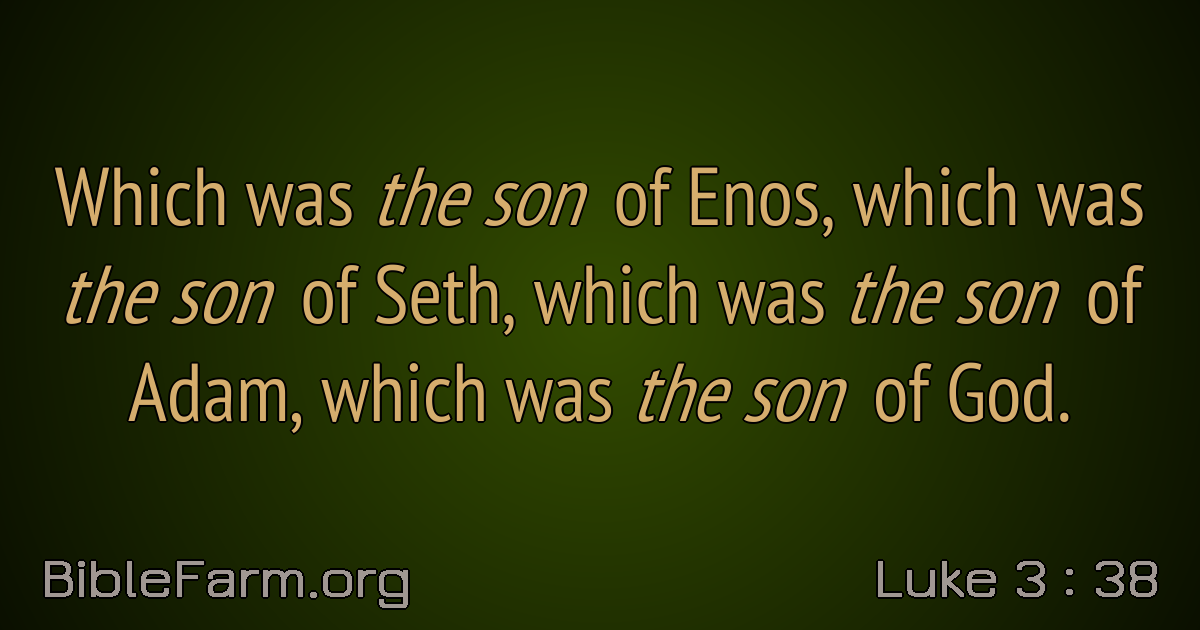 Which was the son of Enos, which was
the son of Seth, which was the son of
Adam, which was the son of God.
BibleFarm.org
Luke 3 : 38